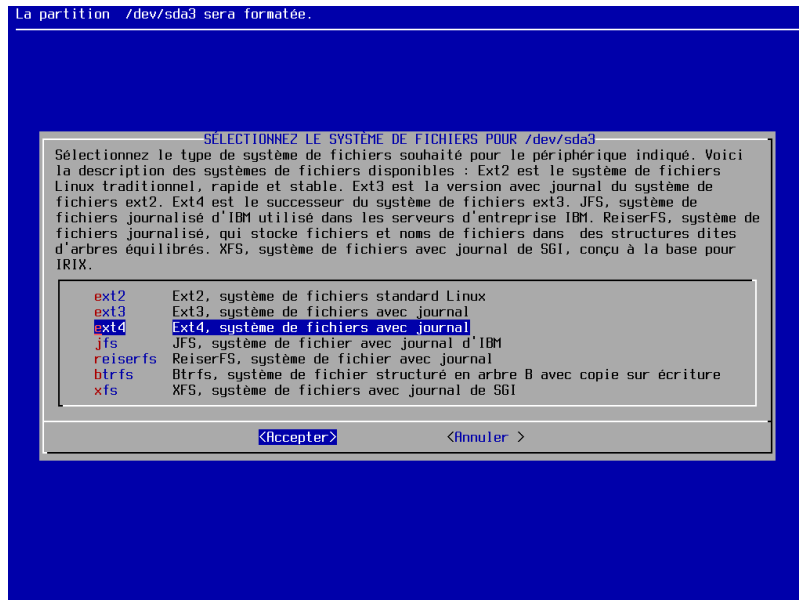 La partition /dev/sda3 sera formatée.
SÉLECTIONNEZ LE SYSTÈME DE FICHIERS POUR /dev/sda3
Sélectionnez le type de système de fichiers souhaité pour le périphérique indiqué. Voici
la description des systèmes de fichiers disponibles : Ext2 est le système de fichiers
Linux traditionnel, rapide et stable. Ext3 est la version avec journal du système de
fichiers ext2. Ext4 est le successeur du système de fichiers ext3. JFS, système de
fichiers journalisé d'IBM utilisé dans les serveurs d'entreprise IBM. ReiserFS, système de
fichiers journalisé, qui stocke fichiers et noms de fichiers dans des structures dites
d'arbres équilibrés. XFS, système de fichiers avec journal de SGI, conçu à la base pour
IRIX.
ext2 Ext2, système de fichiers standard Linux
ext3 Ext3, système de fichiers avec journal
ext4 Ext4, système de fichiers avec journal
jfs JFS, système de fichier avec journal d'IBM
reiserfs ReiserFS, système de fichier avec journal
btrfs Btrfs, système de fichier structuré en arbre B avec copie sur écriture
xfs XFS, système de fichiers avec journal de SGI
<Accepter> <Annuler >